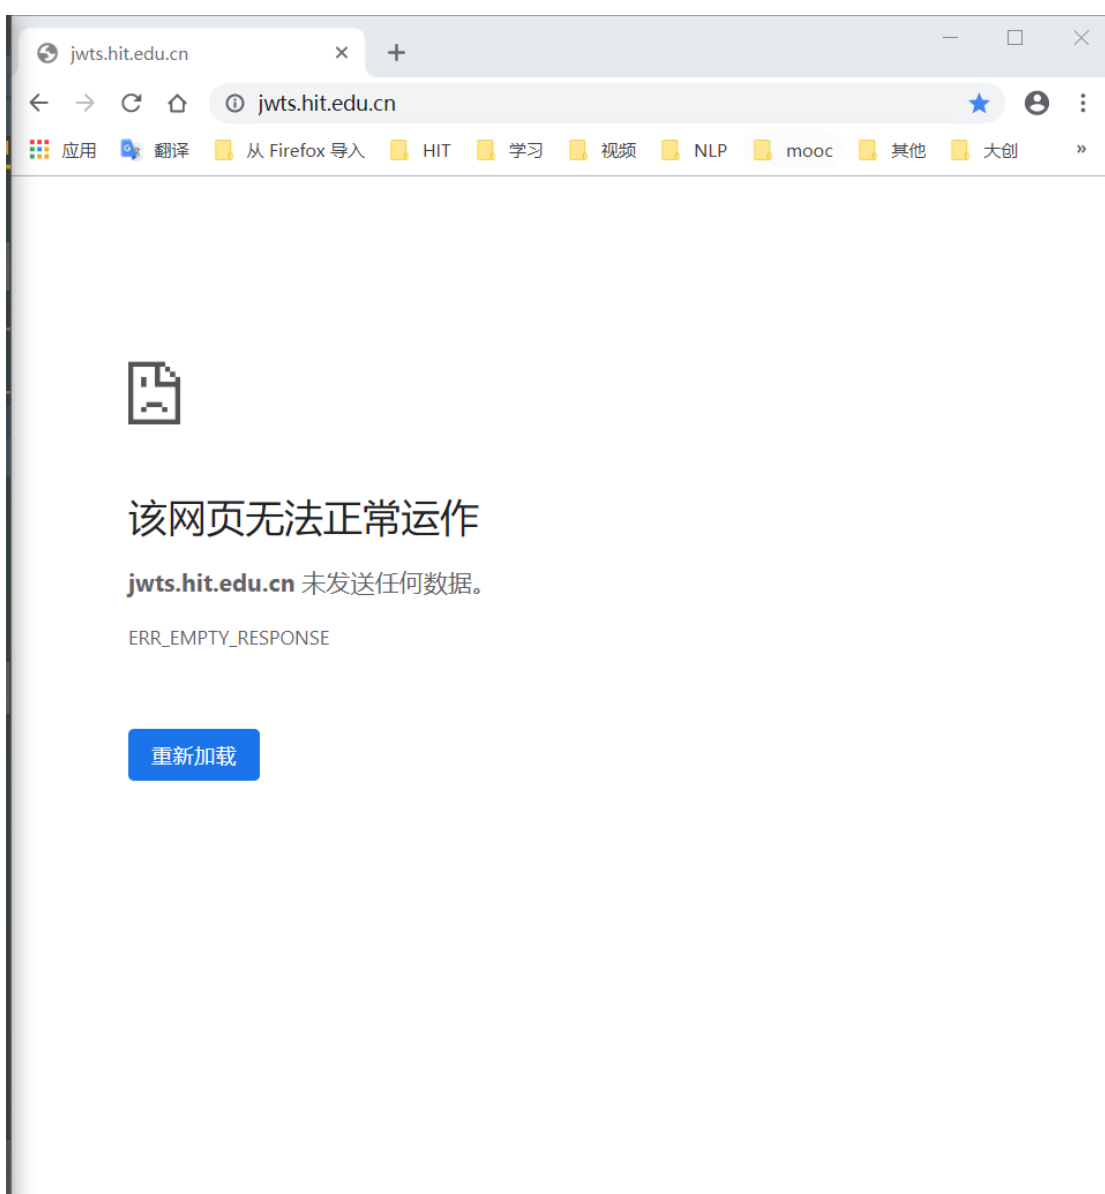 jwts.hit.edu.cn
jwts.hit.edu.cn
应用 翻译 从 Firefox 导入 HIT 学习 视频 NLP mooc 其他 大创 »
该网页无法正常运作
jwts.hit.edu.cn 未发送任何数据。
ERR_EMPTY_RESPONSE
重新加载